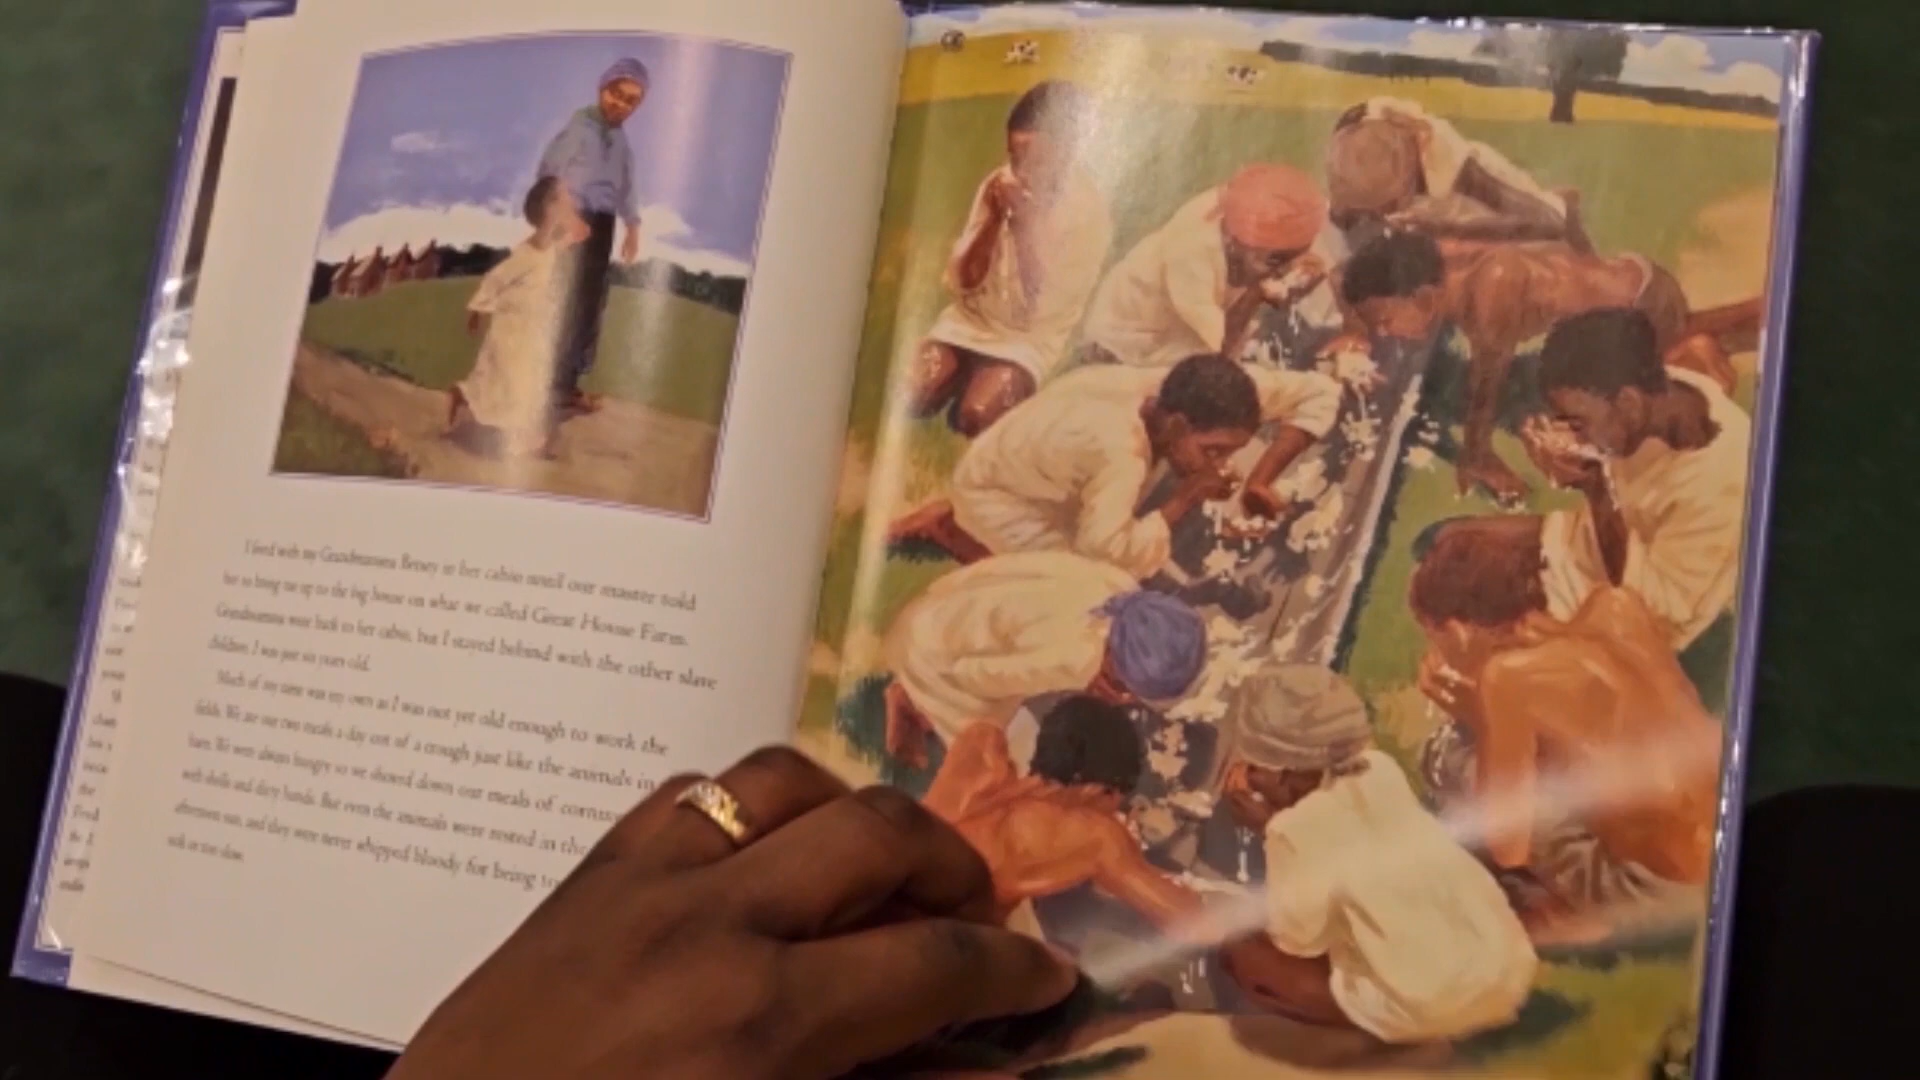 I lived with my Grandmamma Betsey in her cabin until our master told
her to bring me up to the big house on what we called Great House Farm.
Grandmamma went back to her cabin, but I stayed behind with the other slave
children. I was just six years old.
Much of my time was my own as I was not yet old enough to work the
fields. We ate our two meals a day out of a trough just like the animals in
barn. We were always hungry so we shoved down our meals of
with shells and dirty hands. But even the animals were rested in the
afternoon sun, and they were never whipped bloody for being
sick or too slow.